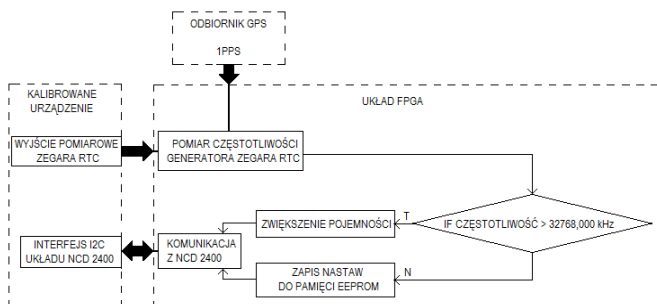 ODBIORNIK GPS
1PPS
KALIBROWANE
URZĄDZENIE
UKŁAD FPGA
WYJŚCIE POMIAROWE
ZEGARA RTC
POMIAR CZĘSTOTLIWOŚCI
GENERATORA ZEGARA RTC
ZWIĘKSZENIE POJEMNOŚCI
T
IF CZĘSTOTLIWOŚĆ > 32768,000 kHz
INTERFEJS I2C
UKŁADU NCD 2400
KOMUNIKACJA
Z NCD 2400
ZAPIS NASTAW
DO PAMIĘCI EEPROM
N